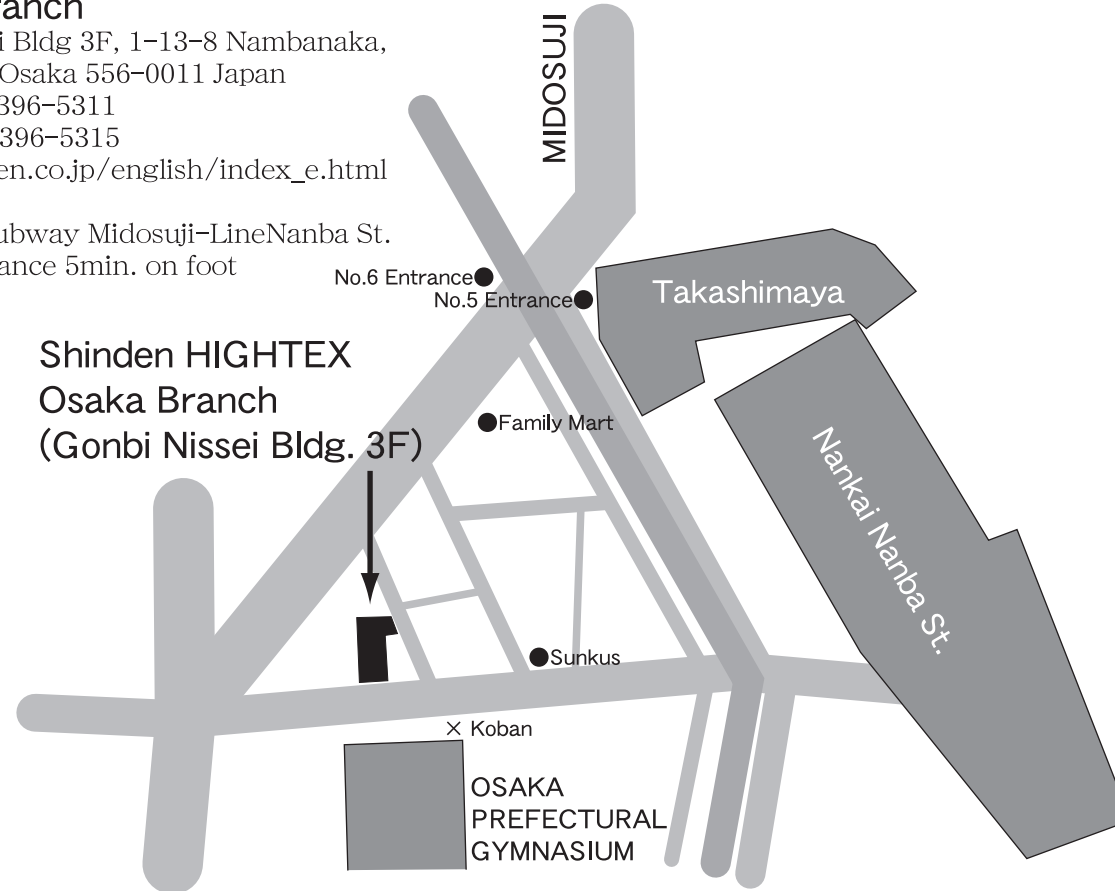 ranch
i Bldg 3F, 1-13-8 Nambanaka,
Osaka 556-0011 Japan
396-5311
396-5315
en.co.jp/english/index_e.html
ubway Midosuji-LineNanba St.
ance 5min. on foot
MIDOSUJI
No.6 Entrance
No.5 Entrance
Takashimaya
Shinden HIGHTEX
Osaka Branch
(Gonbi Nissei Bldg. 3F)
Family Mart
Nankai Nanba St.
Sunkus
× Koban
OSAKA
PREFECTURAL
GYMNASIUM